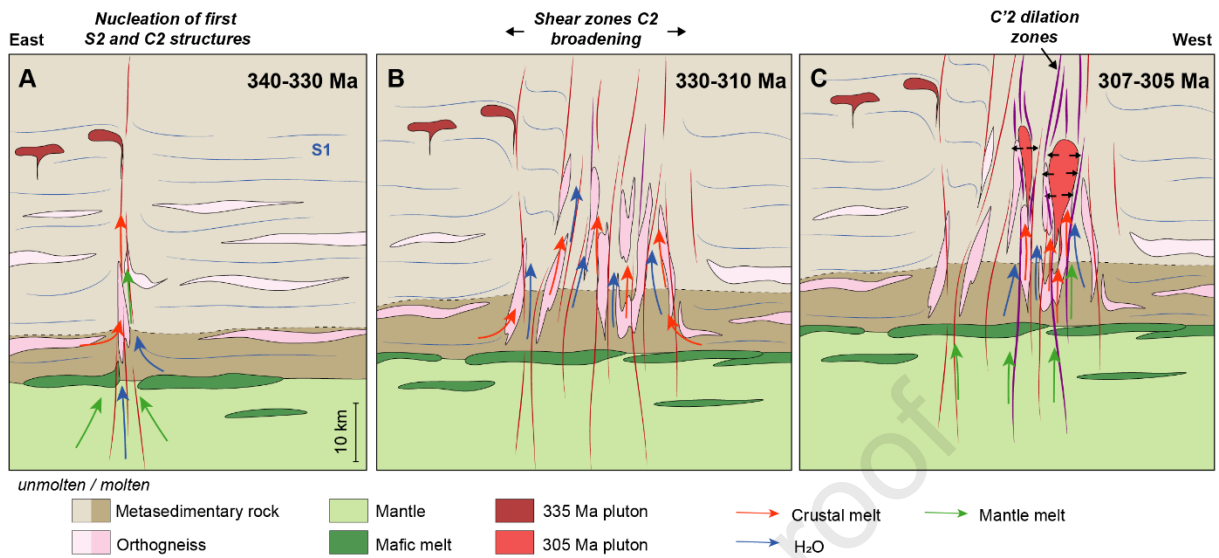 Nucleation of first
S2 and C2 structures
Shear zones C2
broadening
C'2 dilation
zones
East
West
A
340-330 Ma
B
330-310 Ma
C
307-305 Ma
S1
10 km
proof
unmolten / molten
Metasedimentary rock
Mantle
335 Ma pluton
Crustal melt
Mantle melt
Orthogneiss
Mafic melt
305 Ma pluton
H₂O